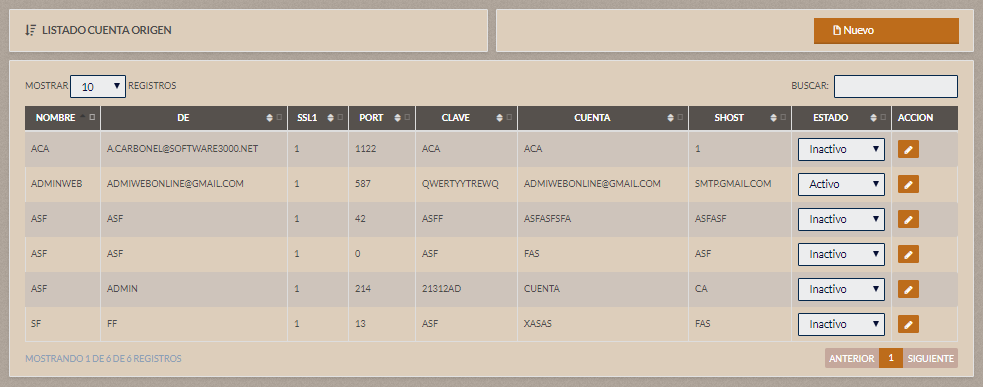 LISTADO CUENTA ORIGEN
Nuevo
MOSTRAR 10 REGISTROS
BUSCAR:
NOMBRE DE SSL1 PORT CLAVE CUENTA SHOST ESTADO ACCION
ACA A.CARBONEL@SOFTWARE3000.NET 1 1122 ACA ACA 1 Inactivo
ADMINWEB ADMIWEBONLINE@GMAIL.COM 1 587 QWERTYYTREWQ ADMIWEBONLINE@GMAIL.COM SMTP.GMAIL.COM Activo
ASF ASF 1 42 ASFF ASFASFSFA ASFASF Inactivo
ASF ASF 1 0 ASF FAS ASF Inactivo
ASF ADMIN 1 214 21312AD CUENTA CA Inactivo
SF FF 1 13 ASF XASAS FAS Inactivo
MOSTRANDO 1 DE 6 DE 6 REGISTROS
ANTERIOR 1 SIGUIENTE